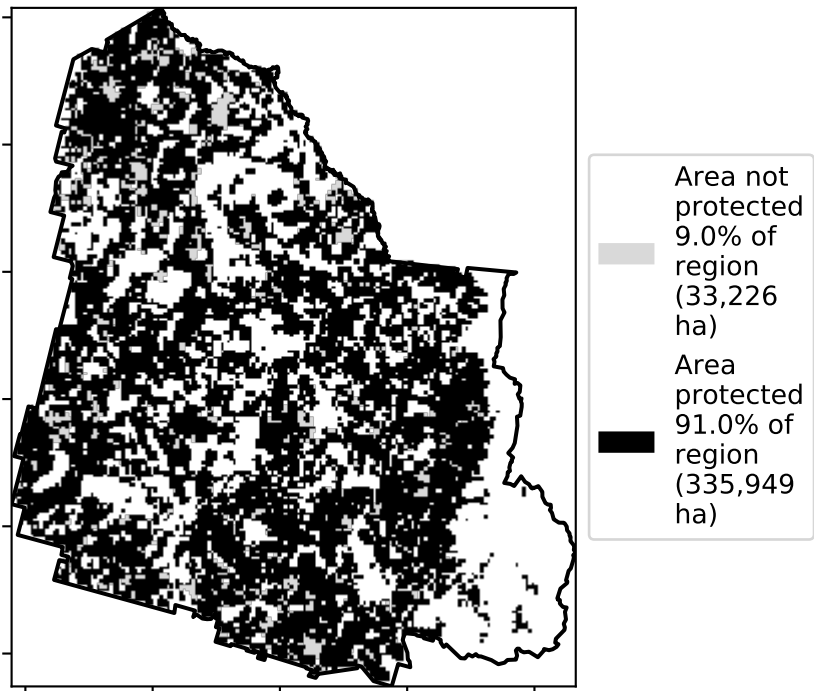 Area not
protected
9.0% of
region
(33,226
ha)
Area
protected
91.0% of
region
(335,949
ha)